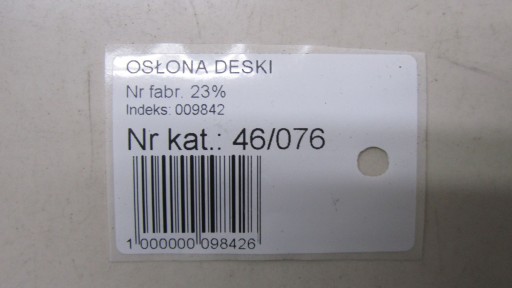 OSŁONA DESKI
Nr fabr. 23%
Indeks: 009842
Nr kat.: 46/076
1 000000 098426